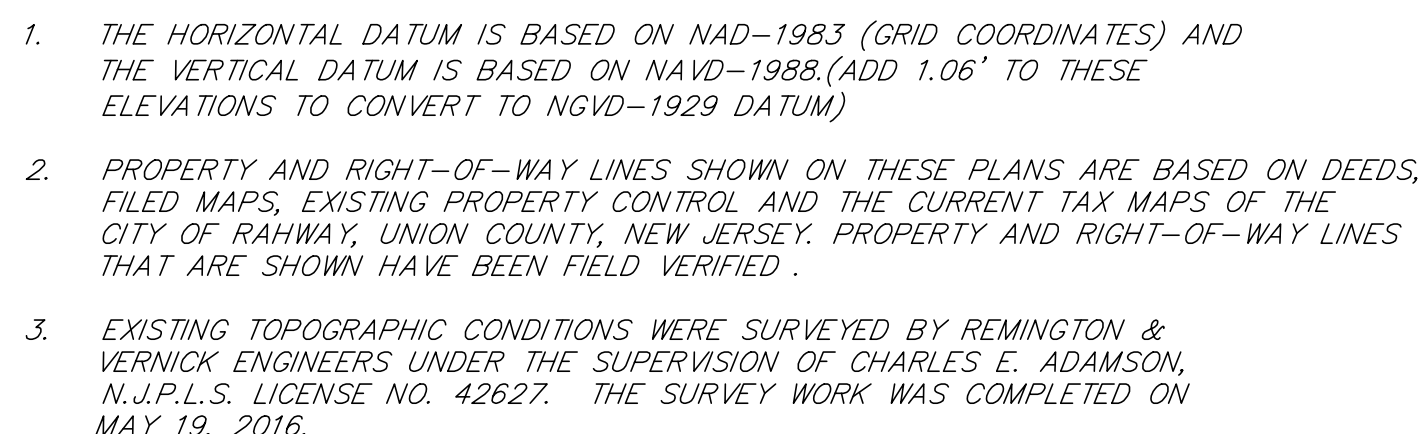 1. THE HORIZONTAL DATUM IS BASED ON NAD-1983 (GRID COORDINATES) AND
THE VERTICAL DATUM IS BASED ON NAVD-1988.(ADD 1.06' TO THESE
ELEVATIONS TO CONVERT TO NGVD-1929 DATUM)
2. PROPERTY AND RIGHT-OF-WAY LINES SHOWN ON THESE PLANS ARE BASED ON DEEDS,
FILED MAPS, EXISTING PROPERTY CONTROL AND THE CURRENT TAX MAPS OF THE
CITY OF RAHWAY, UNION COUNTY, NEW JERSEY. PROPERTY AND RIGHT-OF-WAY LINES
THAT ARE SHOWN HAVE BEEN FIELD VERIFIED .
3. EXISTING TOPOGRAPHIC CONDITIONS WERE SURVEYED BY REMINGTON &
VERNICK ENGINEERS UNDER THE SUPERVISION OF CHARLES E. ADAMSON,
N.J.P.L.S. LICENSE NO. 42627. THE SURVEY WORK WAS COMPLETED ON
MAY 19, 2016.